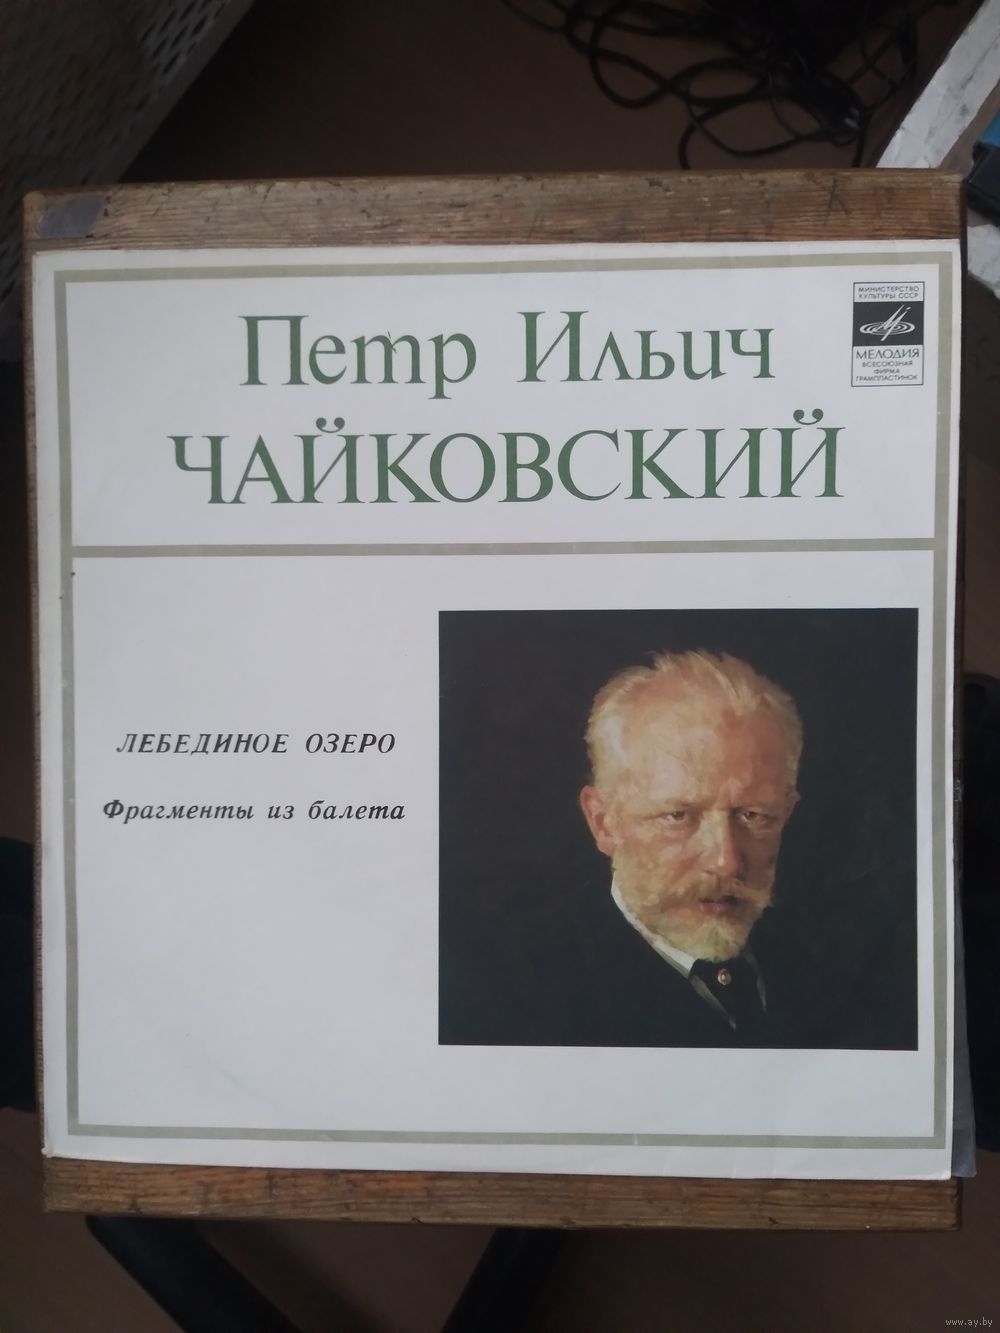 Петр Ильич
ЧАЙКОВСКИЙ
МИНИСТЕРСТВО
КУЛЬТУРЫ СССР
МЕЛОДИЯ
ВСЕСОЮЗНАЯ
ФИРМА
ГРАМПЛАСТИНОК
ЛЕБЕДИНОЕ ОЗЕРО
Фрагменты из балета
www.ay.by